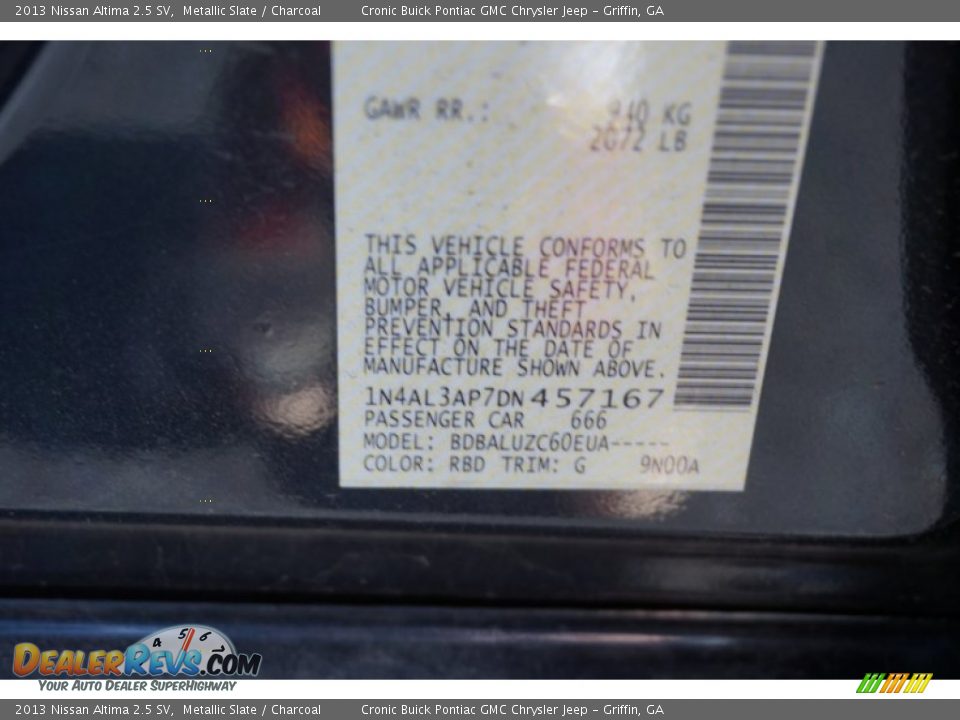 2013 Nissan Altima 2.5 SV, Metallic Slate / Charcoal Cronic Buick Pontiac GMC Chrysler Jeep - Griffin, GA
GAWR RR.: 940 KG
2072 LB
THIS VEHICLE CONFORMS TO
ALL APPLICABLE FEDERAL
MOTOR VEHICLE SAFETY,
BUMPER, AND THEFT
PREVENTION STANDARDS IN
EFFECT ON THE DATE OF
MANUFACTURE SHOWN ABOVE.
1N4AL3AP7DN457167
PASSENGER CAR 666
MODEL: BDBALUZC60EUA-----
COLOR: RBD TRIM: G 9N00A
4 5 6
DEALERREVS.COM
YOUR AUTO DEALER SUPERHIGHWAY
2013 Nissan Altima 2.5 SV, Metallic Slate / Charcoal Cronic Buick Pontiac GMC Chrysler Jeep - Griffin, GA